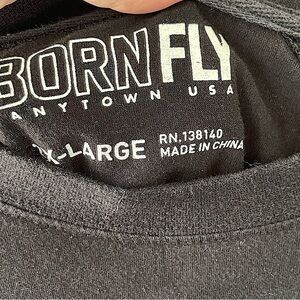 BORN FLY
ANYTOWN USA
X-LARGE
RN.138140
MADE IN CHINA